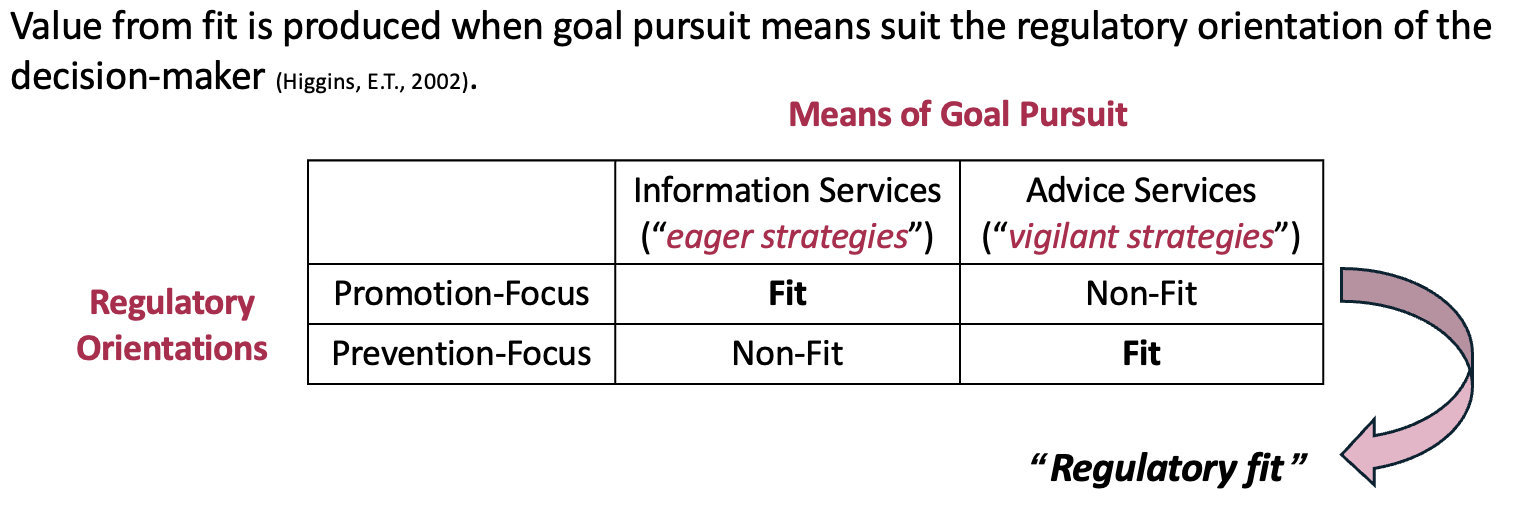 Value from fit is produced when goal pursuit means suit the regulatory orientation of the
decision-maker (Higgins, E.T., 2002).
Means of Goal Pursuit
Information Services
(“eager strategies”)
Advice Services
(“vigilant strategies”)
Regulatory
Orientations
Promotion-Focus
Fit
Non-Fit
Prevention-Focus
Non-Fit
Fit
“Regulatory fit”